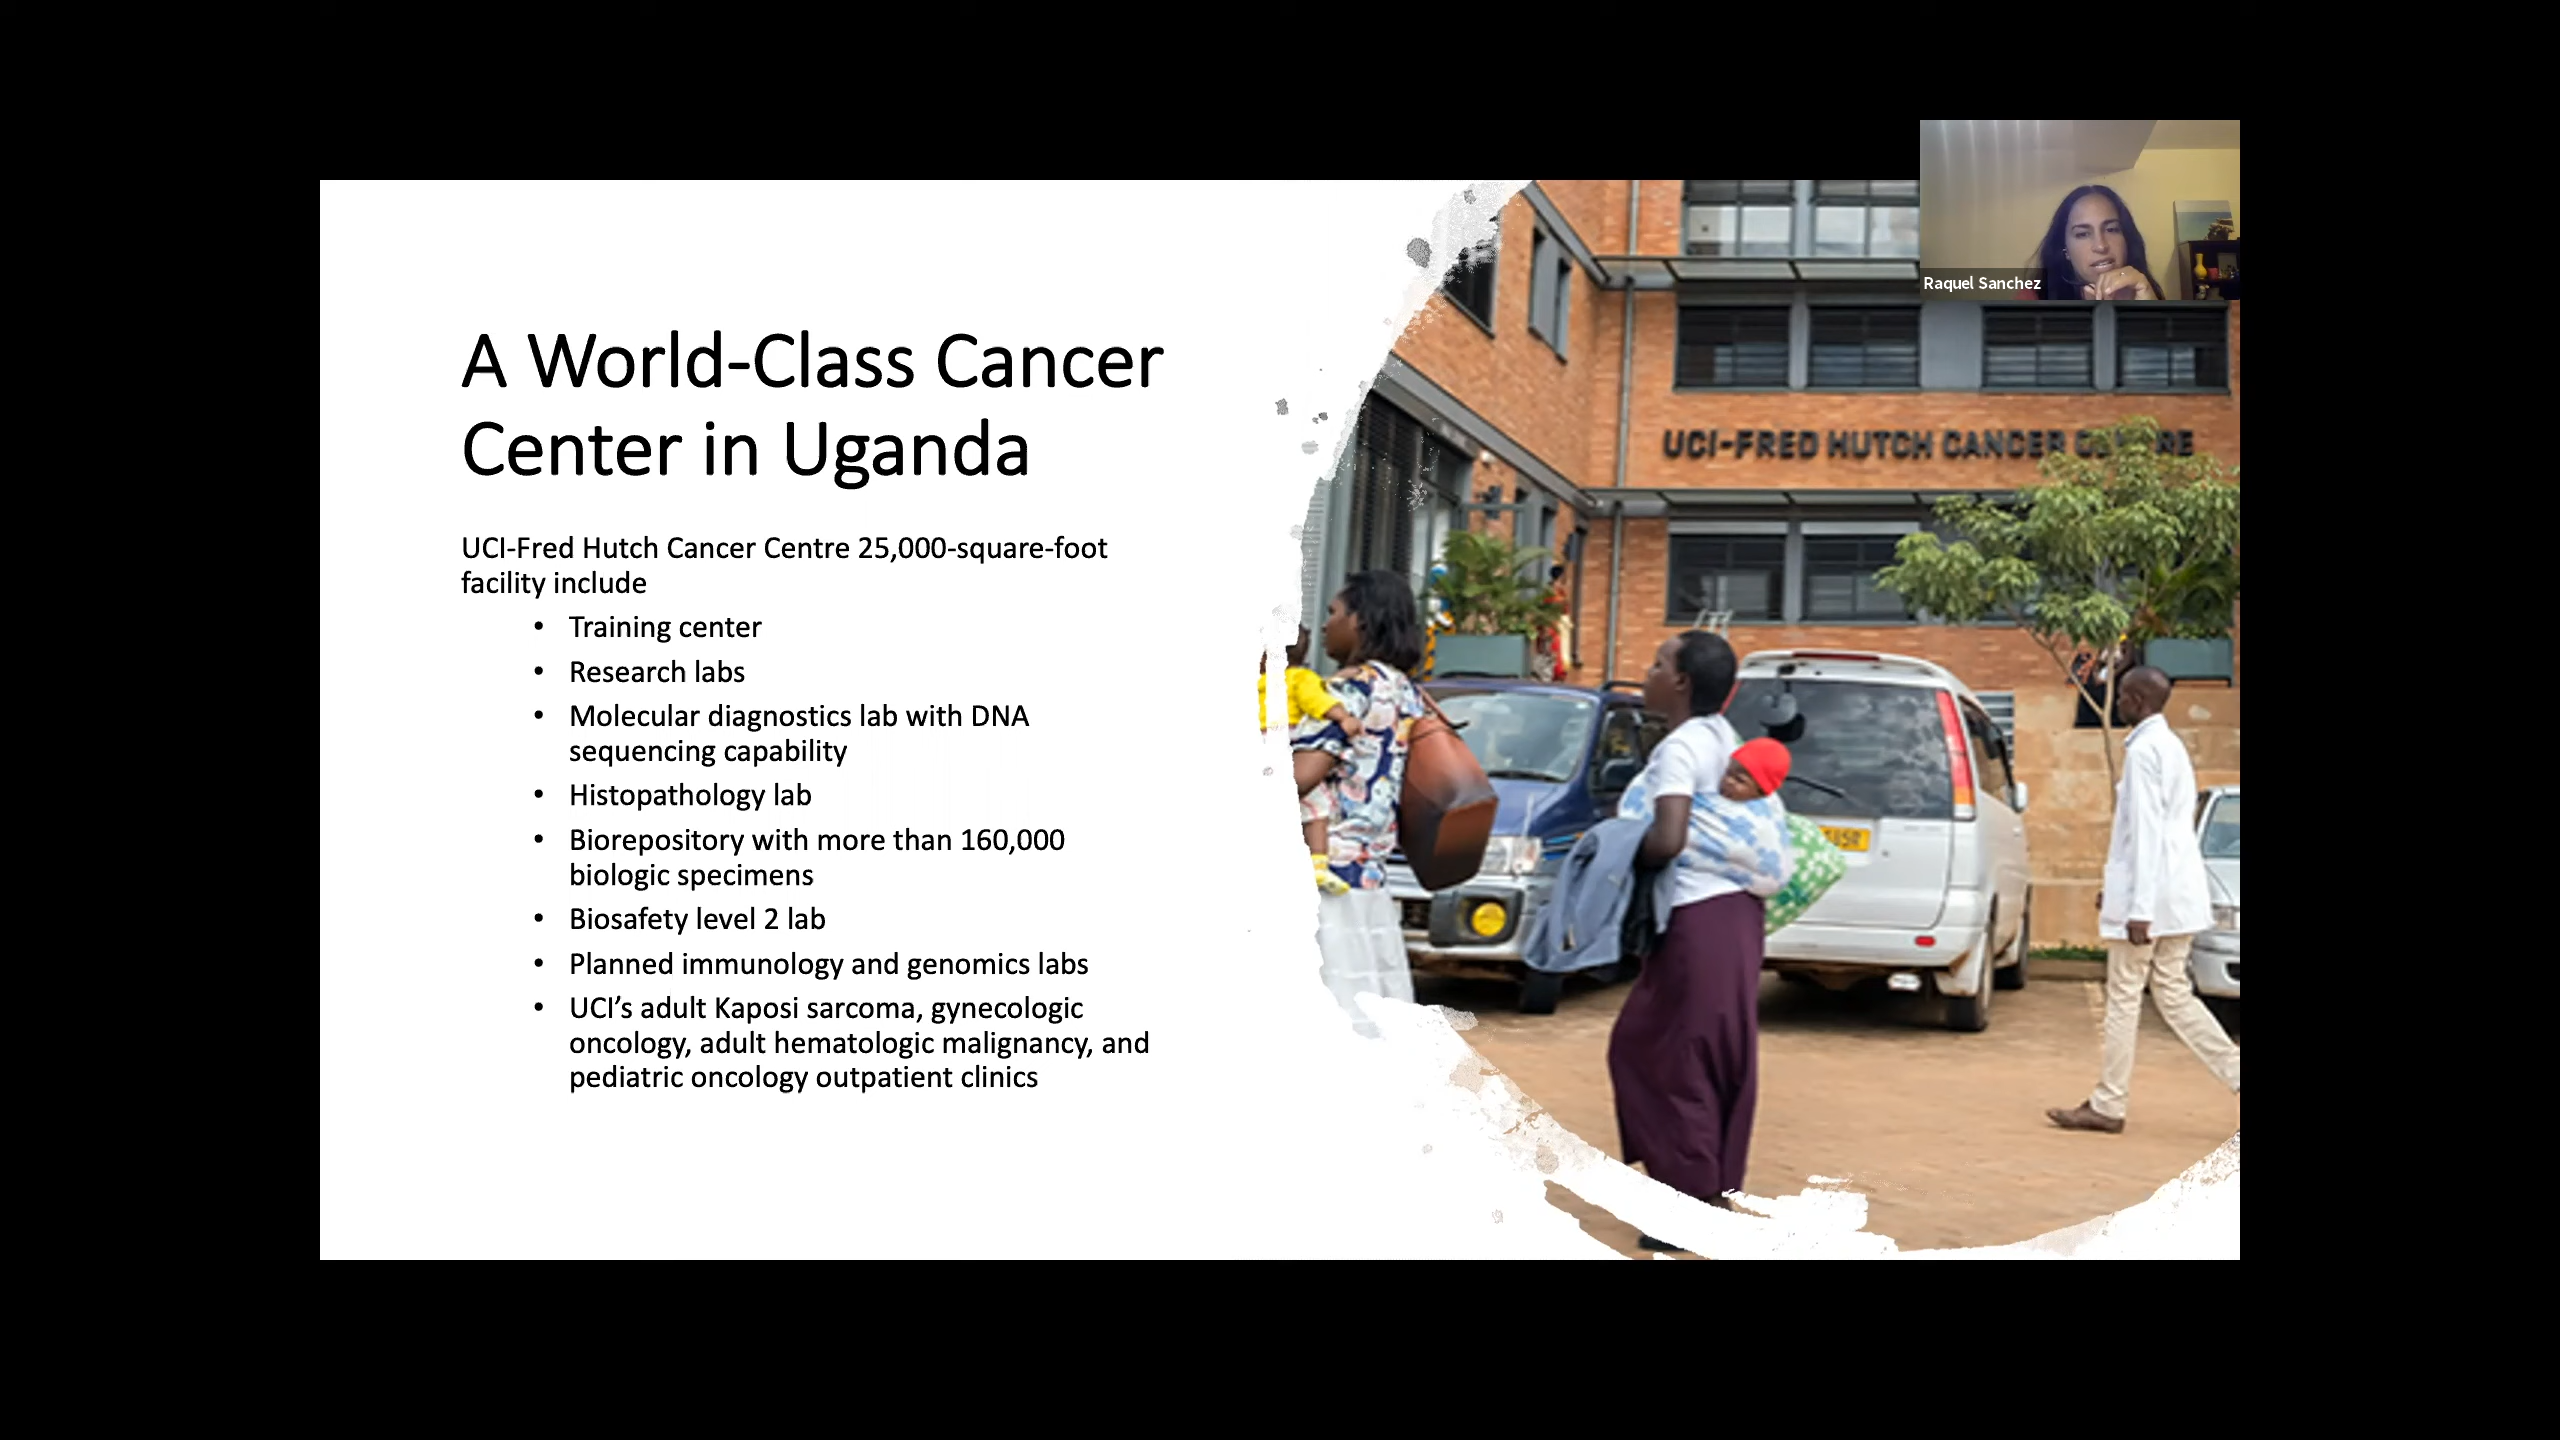 Raquel Sanchez
A World-Class Cancer
Center in Uganda
UCI-FRED HUTCH CANCER
UCI-Fred Hutch Cancer Centre 25,000-square-foot
facility include
• Training center
• Research labs
• Molecular diagnostics lab with DNA
sequencing capability
• Histopathology lab
• Biorepository with more than 160,000
biologic specimens
• Biosafety level 2 lab
• Planned immunology and genomics labs
• UCI’s adult Kaposi sarcoma, gynecologic
oncology, adult hematologic malignancy, and
pediatric oncology outpatient clinics